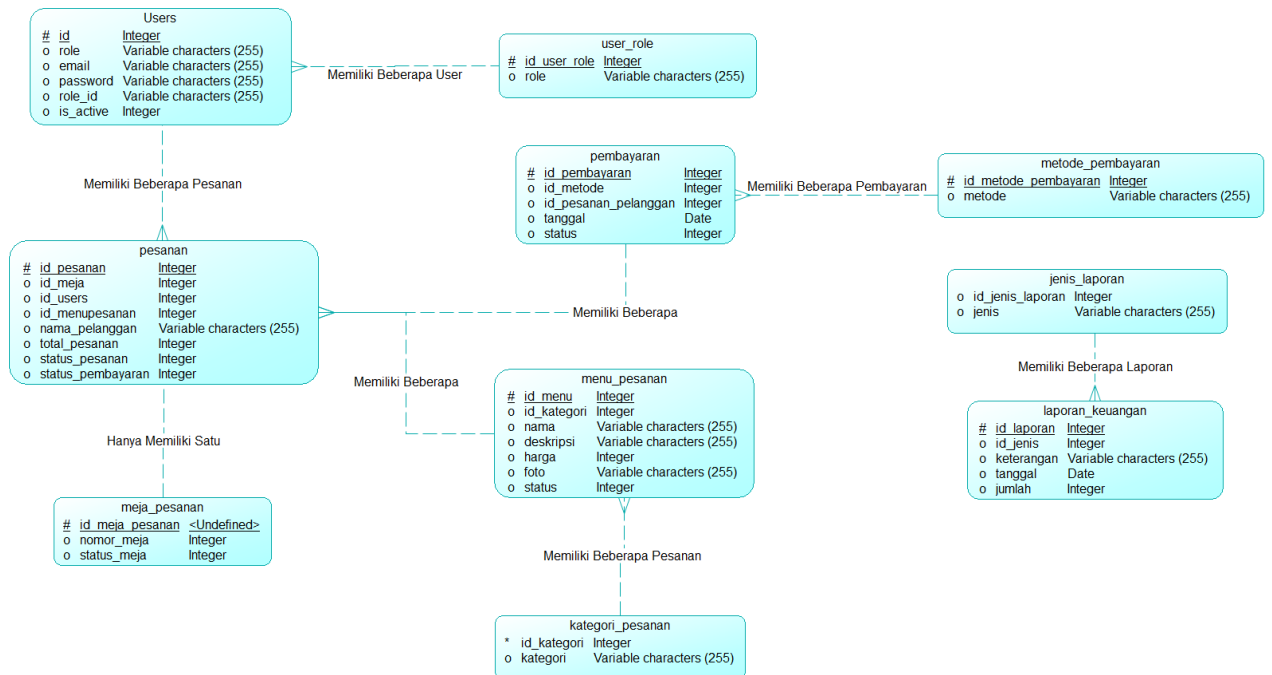 Users
# id Integer
o role Variable characters (255)
o email Variable characters (255)
o password Variable characters (255)
o role_id Variable characters (255)
o is_active Integer
Memiliki Beberapa User
user_role
# id_user_role Integer
o role Variable characters (255)
Memiliki Beberapa Pesanan
pembayaran
# id_pembayaran Integer
o id_metode Integer
o id_pesanan_pelanggan Integer
o tanggal Date
o status Integer
Memiliki Beberapa Pembayaran
metode_pembayaran
# id_metode_pembayaran Integer
o metode Variable characters (255)
pesanan
# id_pesanan Integer
o id_meja Integer
o id_users Integer
o id_menupesanan Integer
o nama_pelanggan Variable characters (255)
o total_pesanan Integer
o status_pesanan Integer
o status_pembayaran Integer
Memiliki Beberapa
Memiliki Beberapa
jenis_laporan
o id_jenis_laporan Integer
o jenis Variable characters (255)
Memiliki Beberapa Laporan
menu_pesanan
# id_menu Integer
o id_kategori Integer
o nama Variable characters (255)
o deskripsi Variable characters (255)
o harga Integer
o foto Variable characters (255)
o status Integer
laporan_keuangan
# id_laporan Integer
o id_jenis Integer
o keterangan Variable characters (255)
o tanggal Date
o jumlah Integer
Hanya Memiliki Satu
meja_pesanan
# id_meja_pesanan <Undefined>
o nomor_meja Integer
o status_meja Integer
Memiliki Beberapa Pesanan
kategori_pesanan
* id_kategori Integer
o kategori Variable characters (255)